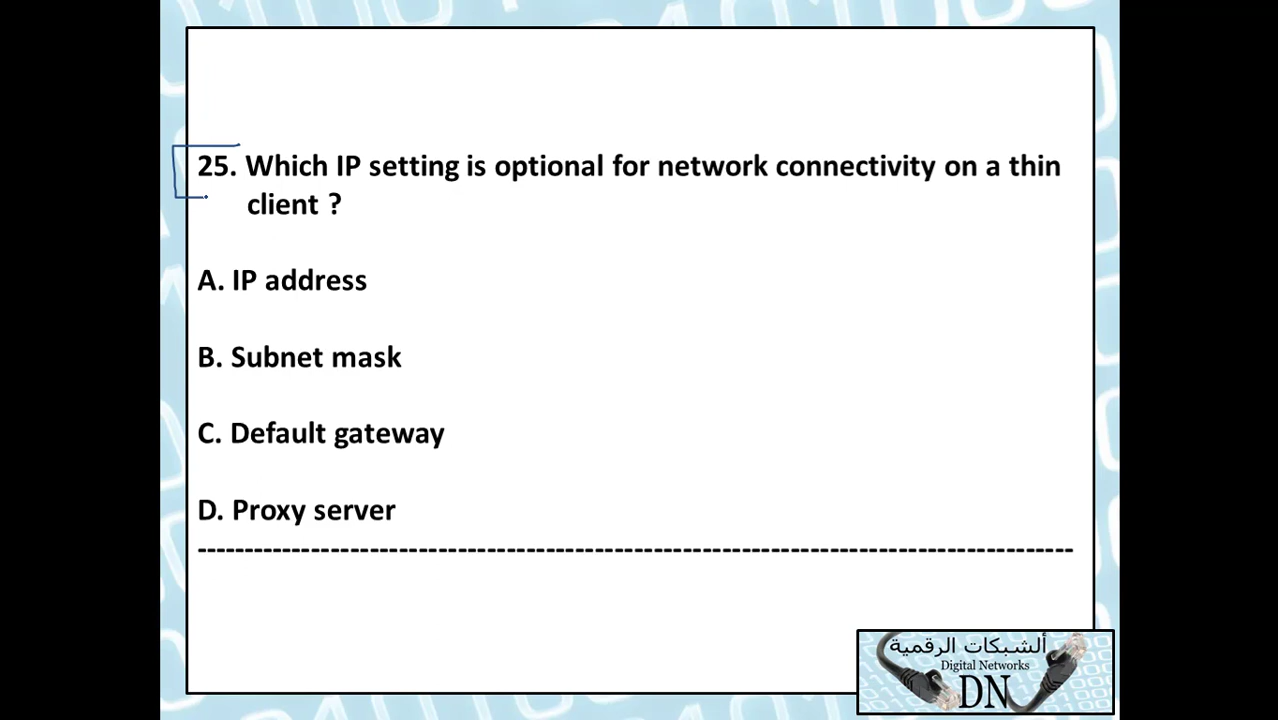 25. Which IP setting is optional for network connectivity on a thin
client ?
A. IP address
B. Subnet mask
C. Default gateway
D. Proxy server
--------------------------------------------------------------------------------------------
ألشبكات الرقمية
Digital Networks
DN